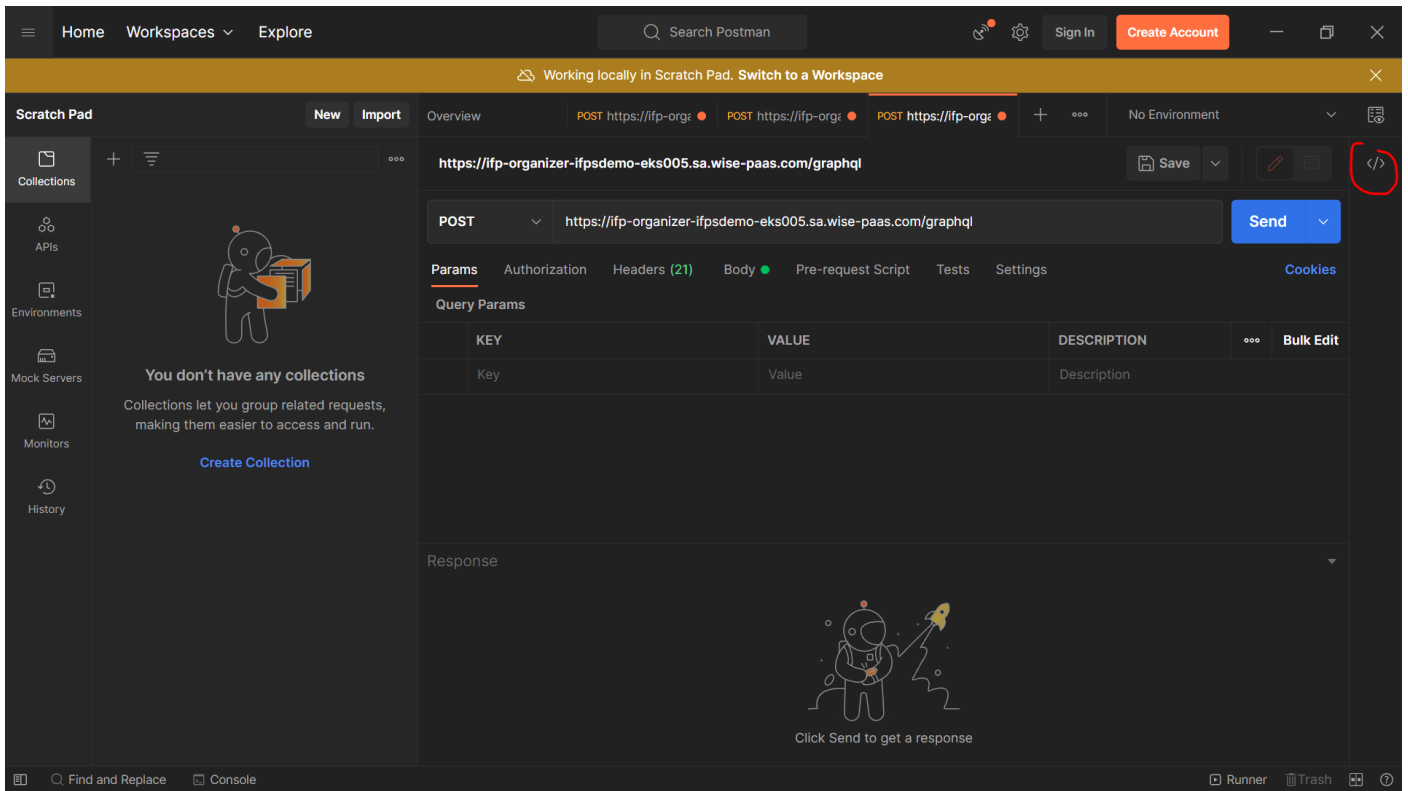 Home Workspaces Explore Search Postman Sign In Create Account
Working locally in Scratch Pad. Switch to a Workspace
Scratch Pad New Import Overview POST https://ifp-orga POST https://ifp-orga POST https://ifp-orga No Environment
Collections
https://ifp-organizer-ifpsdemo-eks005.sa.wise-paas.com/graphql Save </>
APIs
POST https://ifp-organizer-ifpsdemo-eks005.sa.wise-paas.com/graphql Send
Params Authorization Headers (21) Body Pre-request Script Tests Settings Cookies
Environments
Query Params
KEY VALUE DESCRIPTION Bulk Edit
Mock Servers
Key Value Description
You don't have any collections
Collections let you group related requests,
making them easier to access and run.
Monitors
Create Collection
History
Response
Click Send to get a response
Find and Replace Console Runner Trash